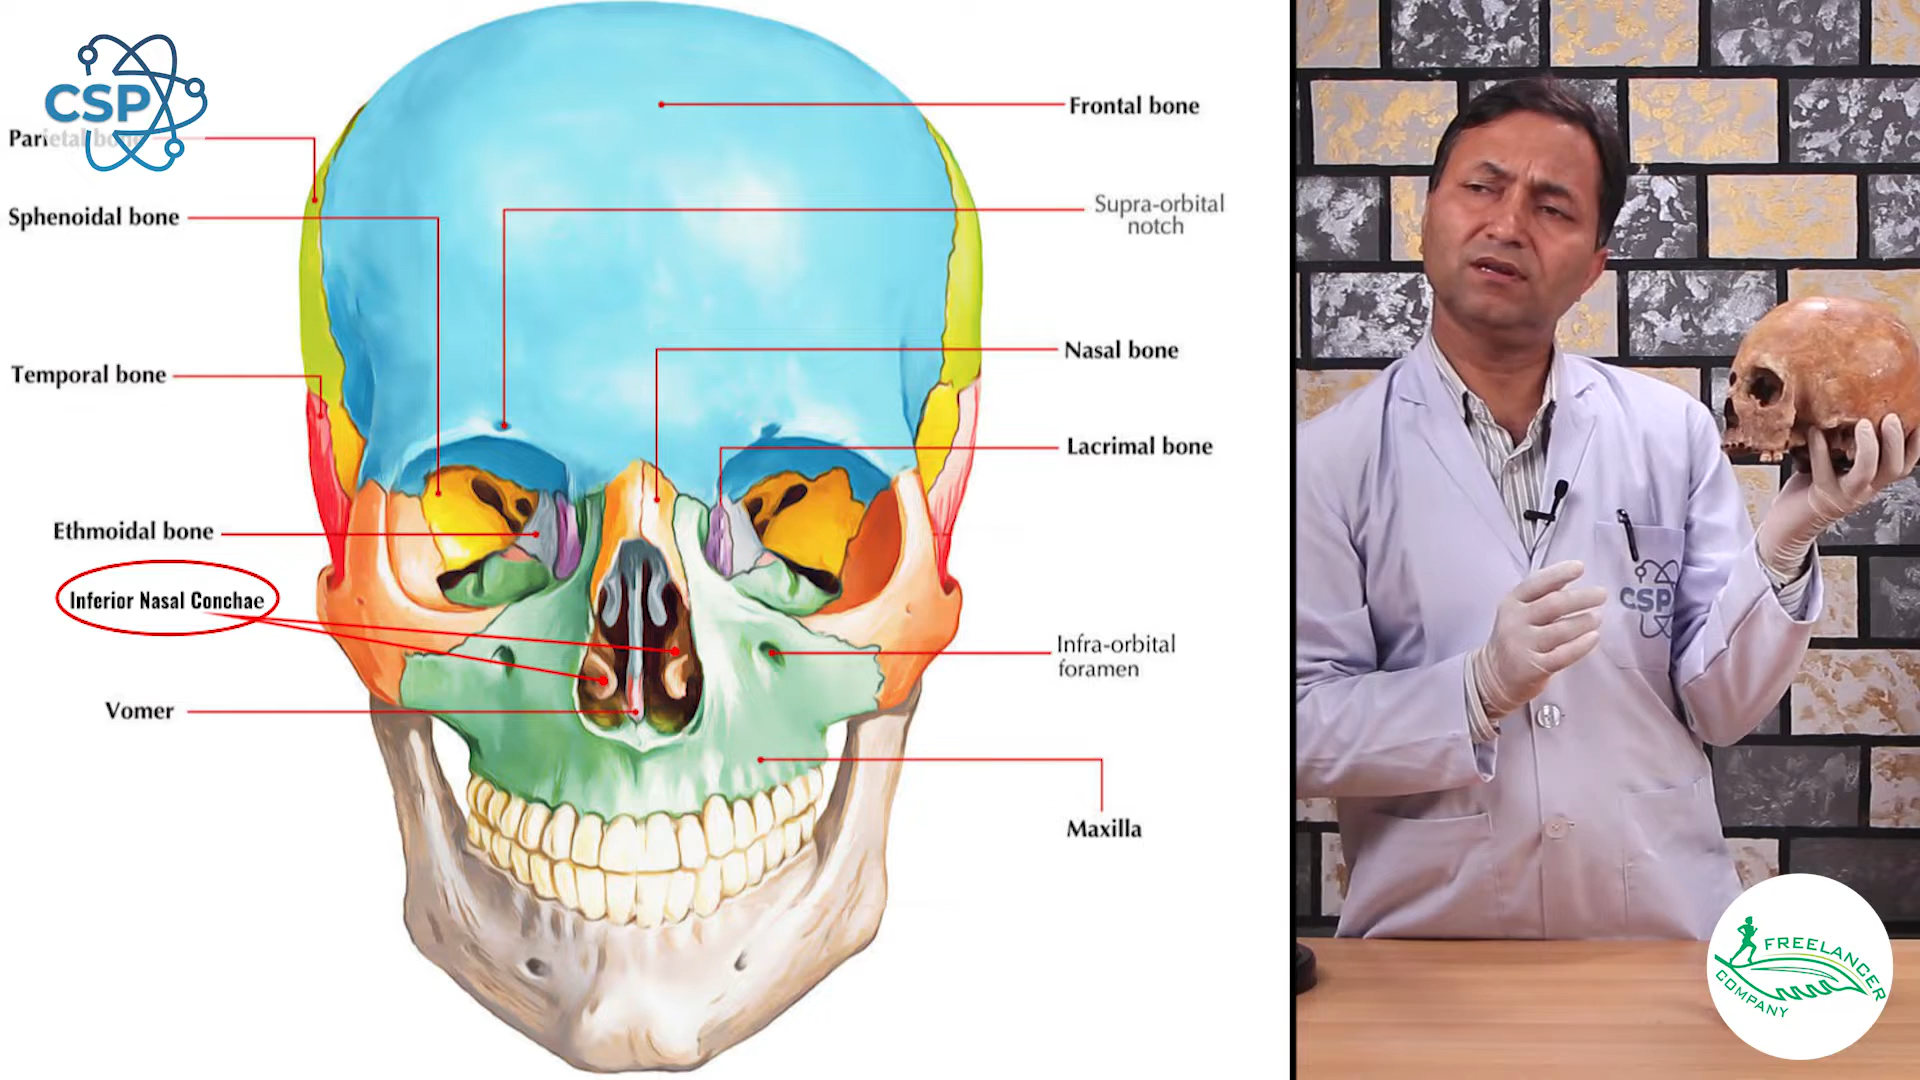 CSP
Parietal bone
Frontal bone
Sphenoidal bone
Supra-orbital
notch
Temporal bone
Nasal bone
Lacrimal bone
Ethmoidal bone
Inferior Nasal Conchae
Infra-orbital
foramen
Vomer
Maxilla
CSP
FREELANCER
COMPANY